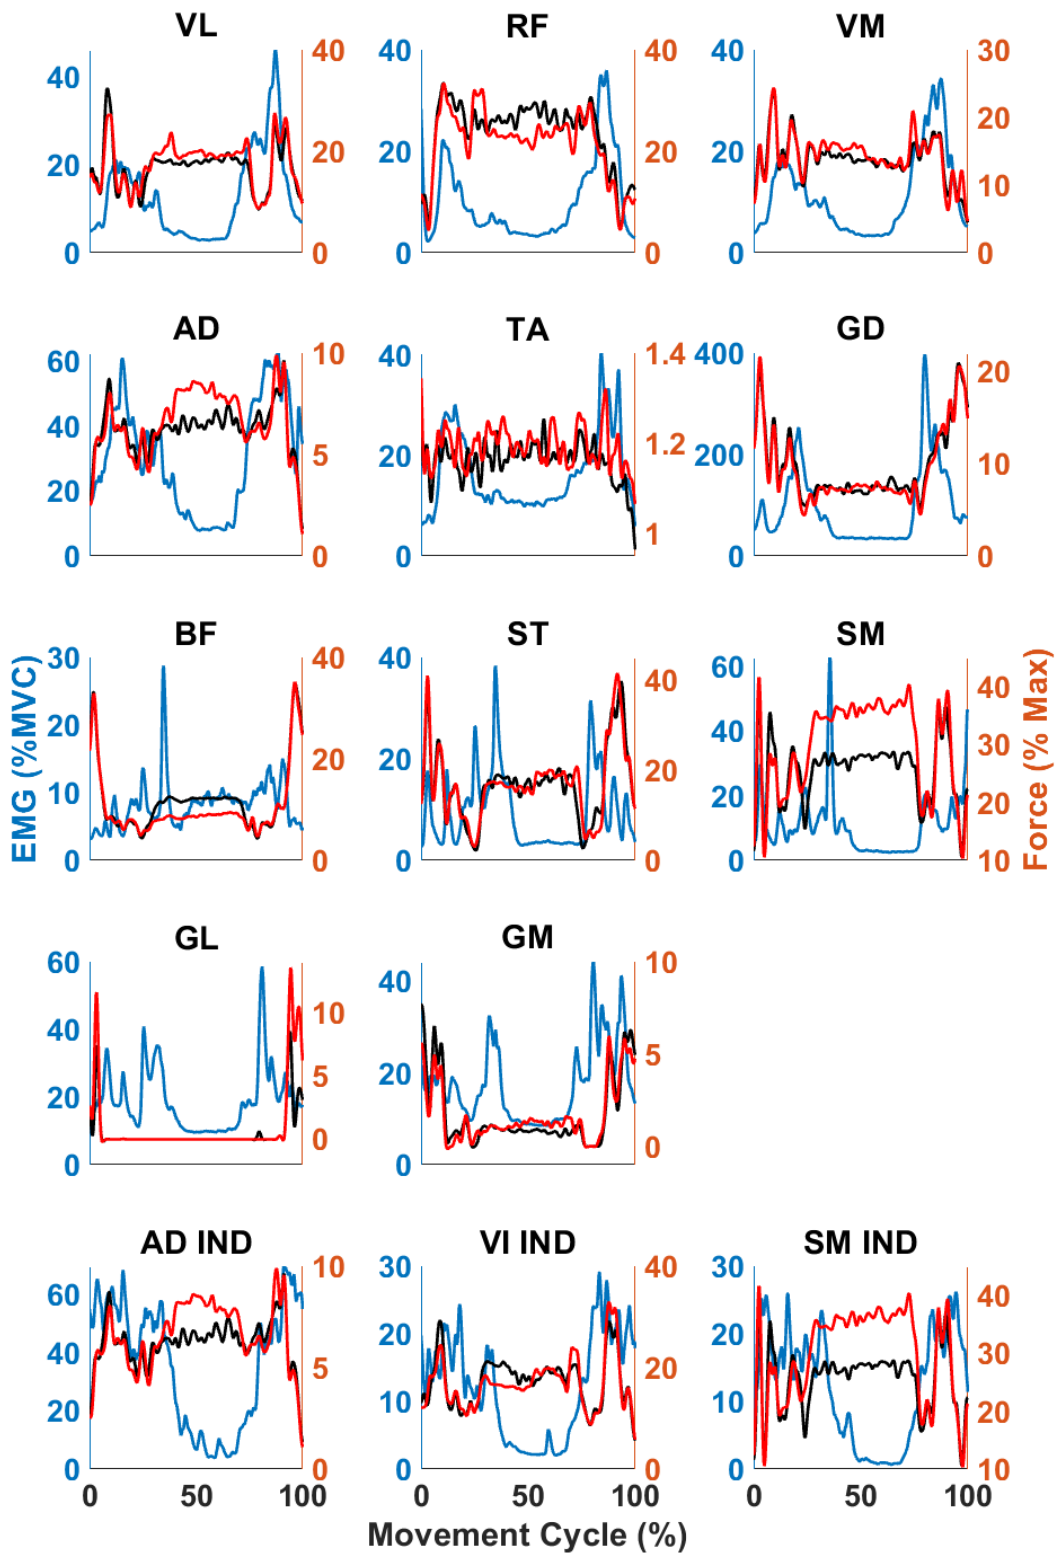 VL RF VM
40 20 0 40 20 0
40 20 0 40 20 0
40 20 0 30 20 10 0
AD TA GD
60 40 20 0 10 5 0
40 20 0 1.4 1.2 1
400 200 0 20 10 0
BF ST SM
EMG (%MVC)
30 20 10 0 40 20 0
40 20 0 40 20 0
60 40 20 0 40 30 20 10
Force (% Max)
GL GM
60 40 20 0 10 5 0
40 20 0 10 5 0
AD IND VI IND SM IND
60 40 20 0 10 5 0
30 20 10 0 40 20 0
30 20 10 0 40 30 20 10
0 50 100 0 50 100 0 50 100
Movement Cycle (%)